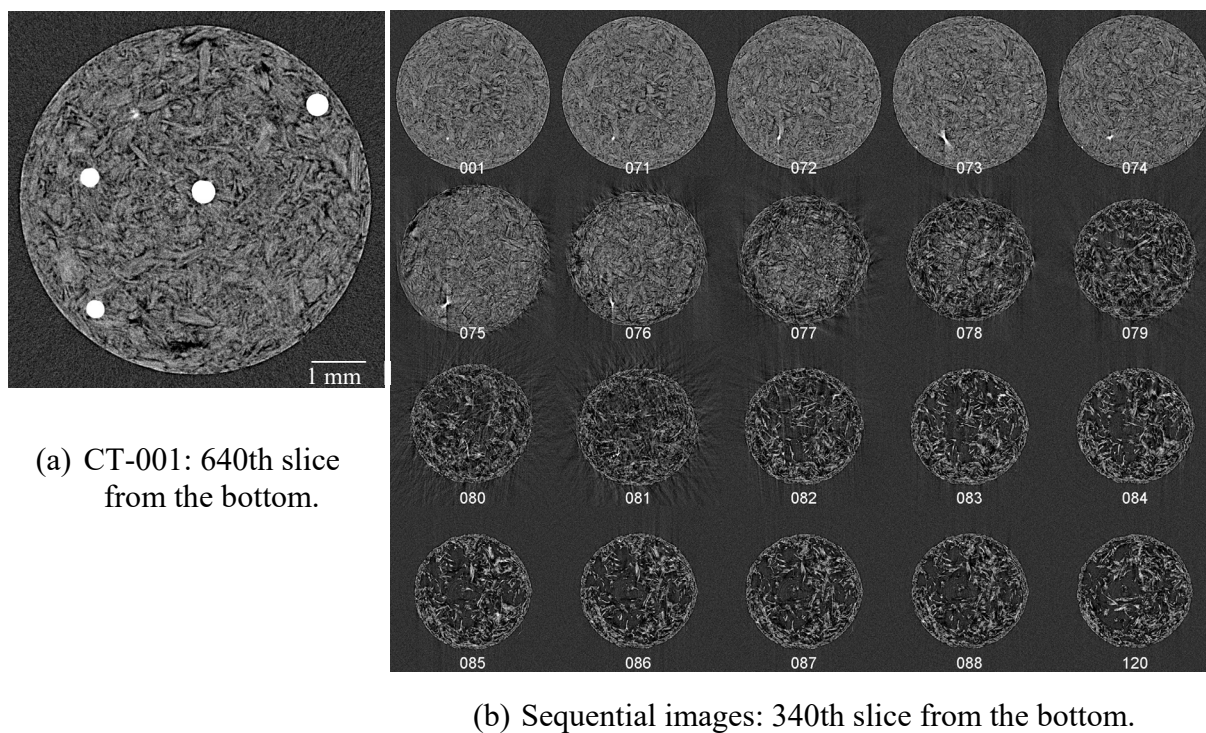 1 mm
(a) CT-001: 640th slice
from the bottom.
001 071 072 073 074
075 076 077 078 079
080 081 082 083 084
085 086 087 088 120
(b) Sequential images: 340th slice from the bottom.